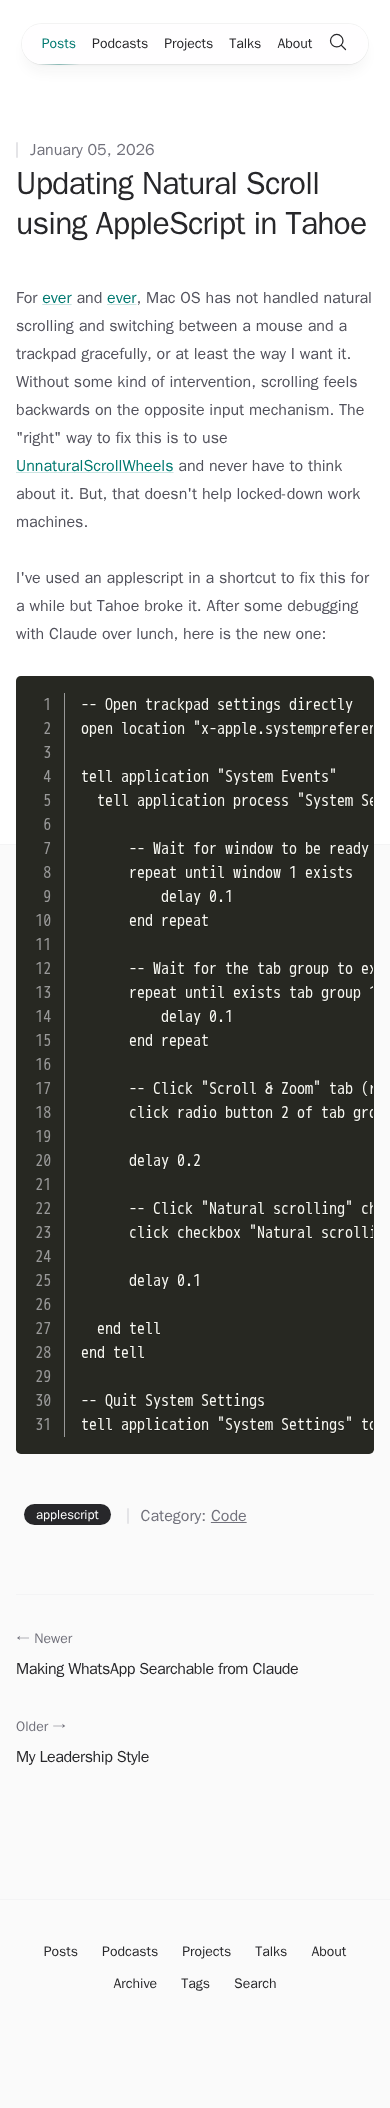 Posts Podcasts Projects Talks About
January 05, 2026
Updating Natural Scroll
using AppleScript in Tahoe
For ever and ever, Mac OS has not handled natural
scrolling and switching between a mouse and a
trackpad gracefully, or at least the way I want it.
Without some kind of intervention, scrolling feels
backwards on the opposite input mechanism. The
"right" way to fix this is to use
UnnaturalScrollWheels and never have to think
about it. But, that doesn't help locked-down work
machines.
I've used an applescript in a shortcut to fix this for
a while but Tahoe broke it. After some debugging
with Claude over lunch, here is the new one:
1 -- Open trackpad settings directly
2 open location "x-apple.systempreferen
3
4 tell application "System Events"
5 tell application process "System Se
6
7 -- Wait for window to be ready
8 repeat until window 1 exists
9 delay 0.1
10 end repeat
11
12 -- Wait for the tab group to ex
13 repeat until exists tab group 1
14 delay 0.1
15 end repeat
16
17 -- Click "Scroll & Zoom" tab (r
18 click radio button 2 of tab gro
19
20 delay 0.2
21
22 -- Click "Natural scrolling" ch
23 click checkbox "Natural scrolli
24
25 delay 0.1
26
27 end tell
28 end tell
29
30 -- Quit System Settings
31 tell application "System Settings" to
applescript Category: Code
← Newer
Making WhatsApp Searchable from Claude
Older →
My Leadership Style
Posts Podcasts Projects Talks About
Archive Tags Search